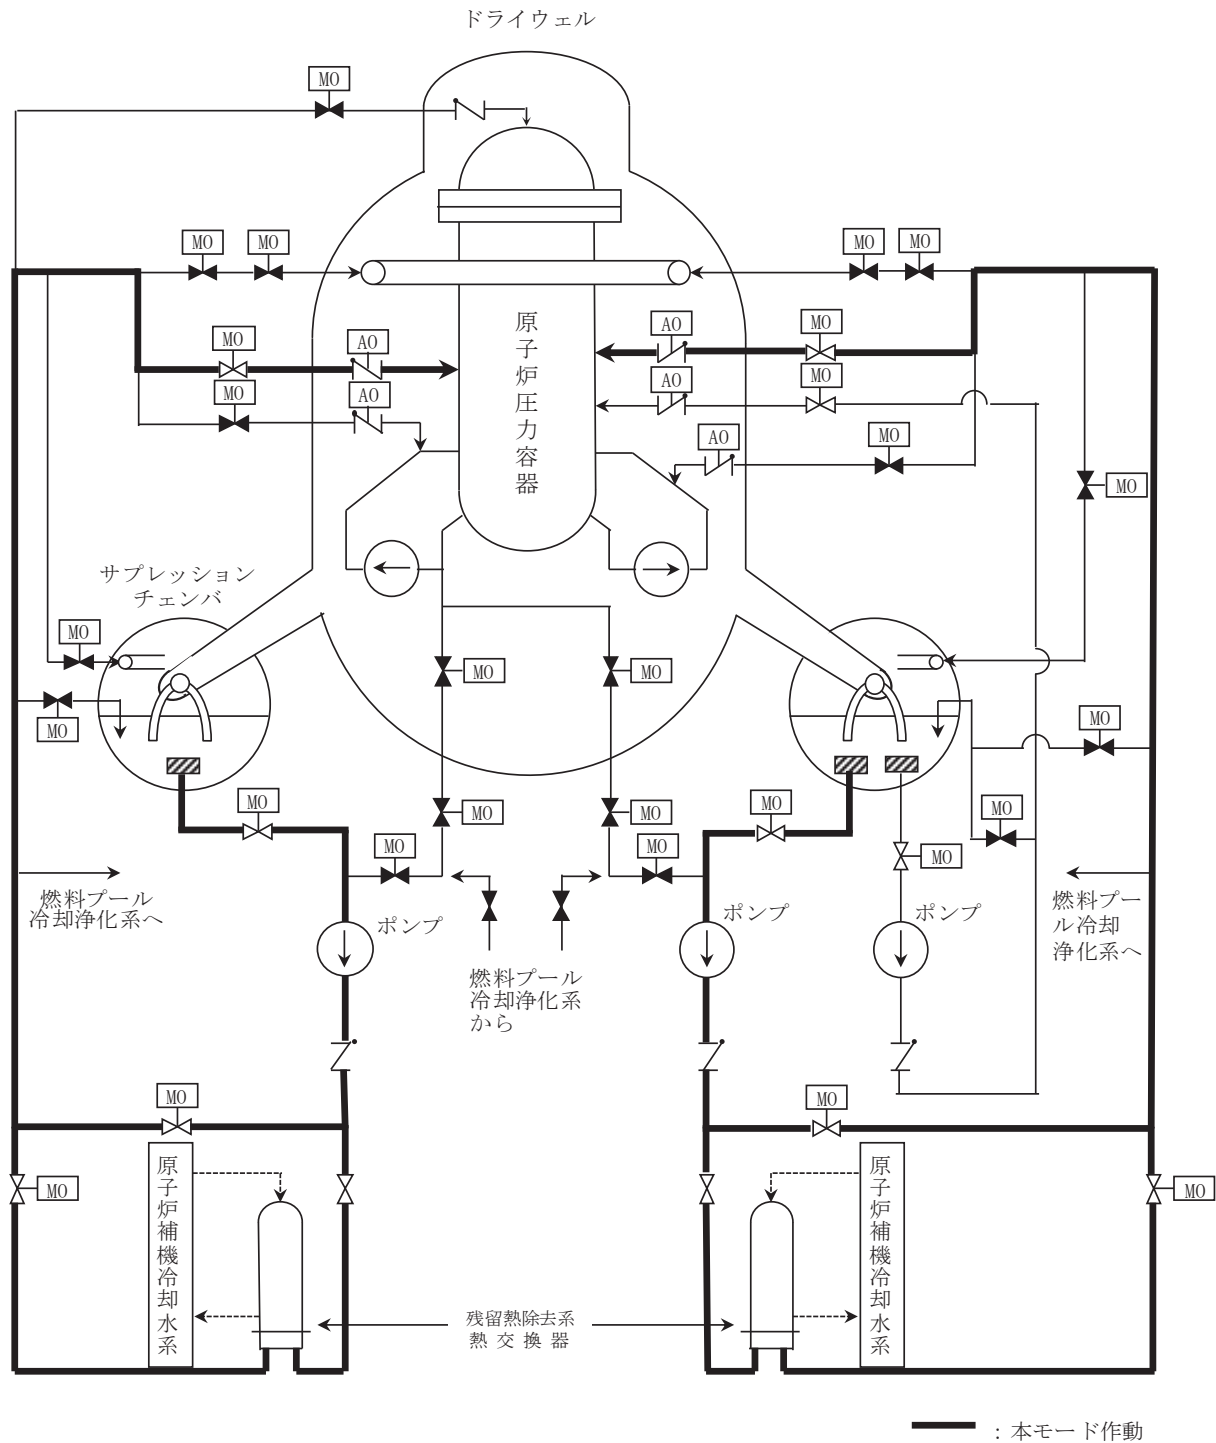 ドライウェル
MO
MO
MO
MO
MO
MO
AO
AO
MO
MO
AO
AO
MO
MO
AO
MO
MO
原子炉圧力容器
サプレッション
チェンバ
MO
MO
MO
MO
MO
MO
MO
MO
MO
MO
MO
MO
MO
MO
燃料プール
冷却浄化系へ
ポンプ
ポンプ
ポンプ
燃料プー
ル冷却
浄化系へ
燃料プール
冷却浄化系
から
MO
MO
MO
MO
原子炉補機冷却水系
原子炉補機冷却水系
残留熱除去系
熱交換器
：本モード作動